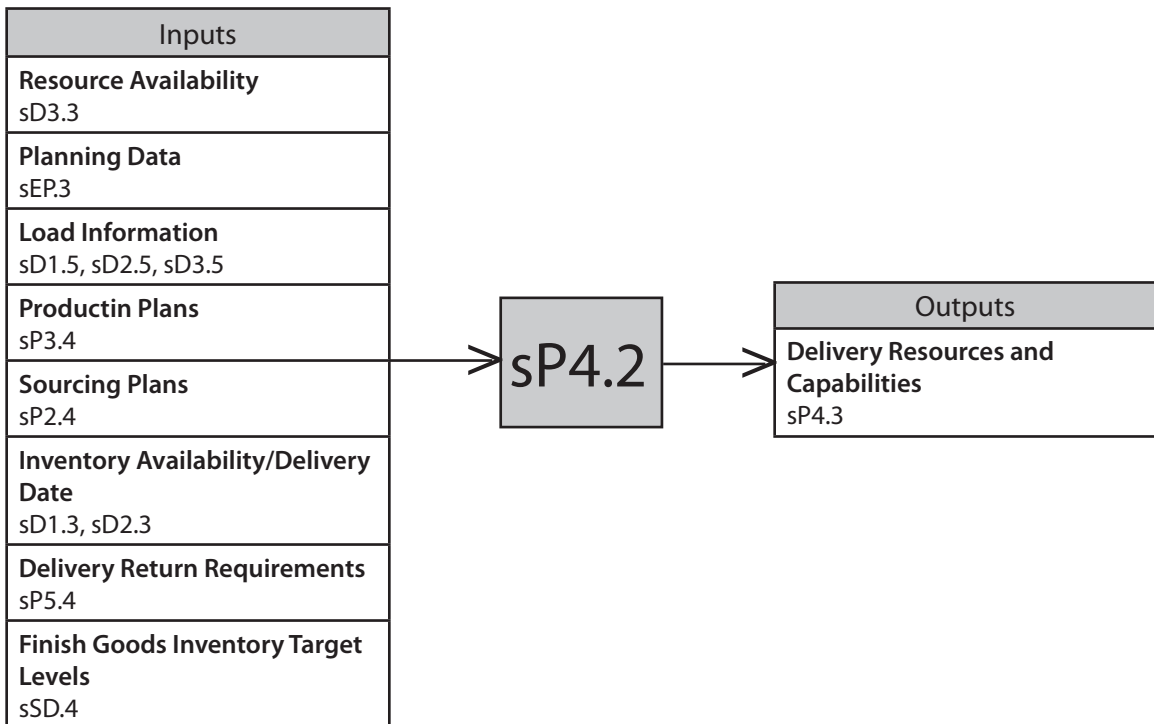 Inputs
Resource Availability
sD3.3
Planning Data
sEP.3
Load Information
sD1.5, sD2.5, sD3.5
Productin Plans
sP3.4
Sourcing Plans
sP2.4
Inventory Availability/Delivery
Date
sD1.3, sD2.3
Delivery Return Requirements
sP5.4
Finish Goods Inventory Target
Levels
sSD.4
sP4.2
Outputs
Delivery Resources and
Capabilities
sP4.3